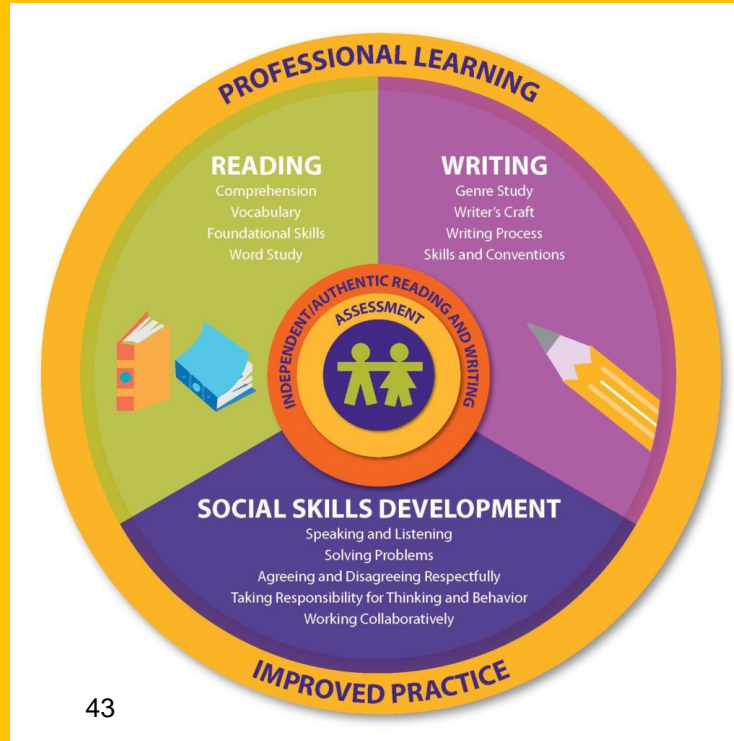 PROFESSIONAL LEARNING
READING
Comprehension
Vocabulary
Foundational Skills
Word Study
WRITING
Genre Study
Writer's Craft
Writing Process
Skills and Conventions
INDEPENDENT/AUTHENTIC READING AND WRITING
ASSESSMENT
SOCIAL SKILLS DEVELOPMENT
Speaking and Listening
Solving Problems
Agreeing and Disagreeing Respectfully
Taking Responsibility for Thinking and Behavior
Working Collaboratively
IMPROVED PRACTICE
43